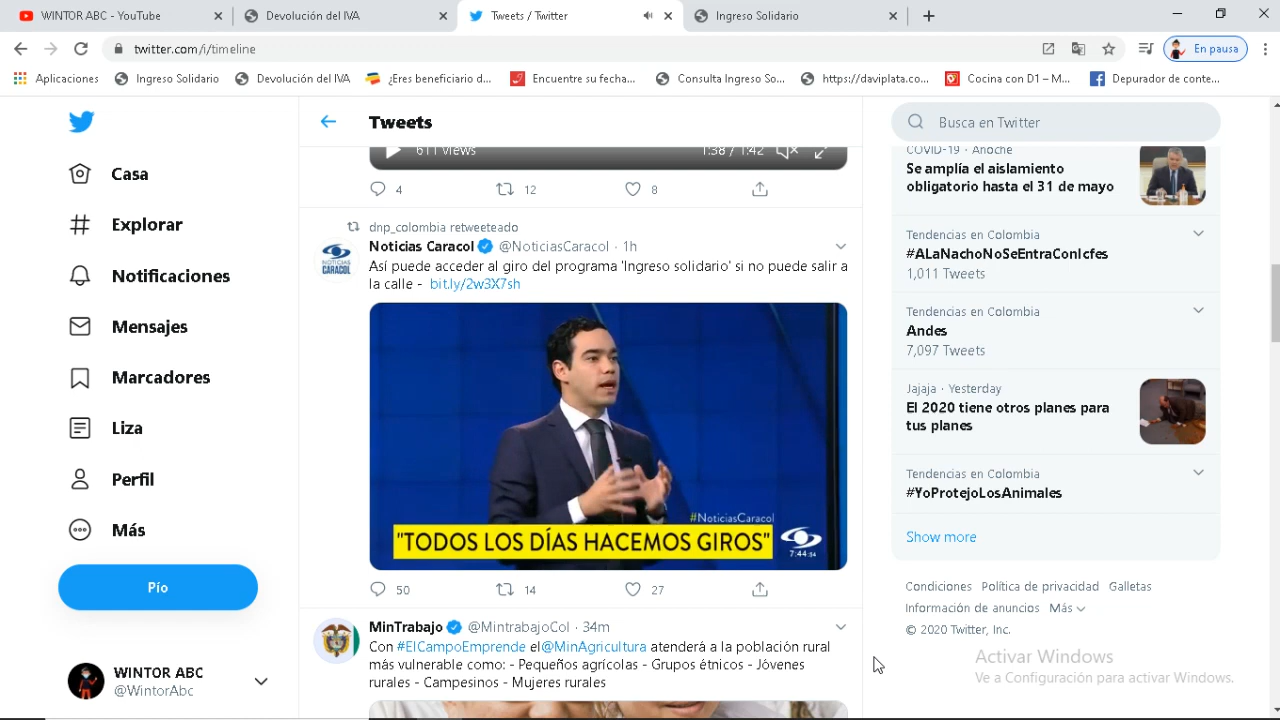 WINTOR ABC - YouTube
Devolución del IVA
Tweets / Twitter
Ingreso Solidario
twitter.com/i/timeline
En pausa
Aplicaciones
Ingreso Solidario
Devolución del IVA
¿Eres beneficiario d...
Encuentre su fecha...
Consulta Ingreso So...
https://daviplata.co...
Cocina con D1 – M...
Depurador de conte...
Casa
Explorar
Notificaciones
Mensajes
Marcadores
Liza
Perfil
Más
Pío
WINTOR ABC
@WintorAbc
Tweets
611 views
1:38 / 1:42
4 12 8
dnp_colombia retweeteado
Noticias Caracol @NoticiasCaracol · 1h
Así puede acceder al giro del programa 'Ingreso solidario' si no puede salir a
la calle - bit.ly/2w3X7sh
#NoticiasCaracol
"TODOS LOS DÍAS HACEMOS GIROS"
7:44:54
NOTICIAS
CARACOL
50 14 27
MinTrabajo @MintrabajoCol · 34m
Con #ElCampoEmprende el@MinAgricultura atenderá a la población rural
más vulnerable como: - Pequeños agrícolas - Grupos étnicos - Jóvenes
rurales - Campesinos - Mujeres rurales
Busca en Twitter
COVID-19 · Anoche
Se amplía el aislamiento
obligatorio hasta el 31 de mayo
Tendencias en Colombia
#ALaNachoNoSeEntraConIcfes
1,011 Tweets
Tendencias en Colombia
Andes
7,097 Tweets
Jajaja · Yesterday
El 2020 tiene otros planes para
tus planes
Tendencias en Colombia
#YoProtejoLosAnimales
Show more
Condiciones Política de privacidad Galletas
Información de anuncios Más
© 2020 Twitter, Inc.
Activar Windows
Ve a Configuración para activar Windows.